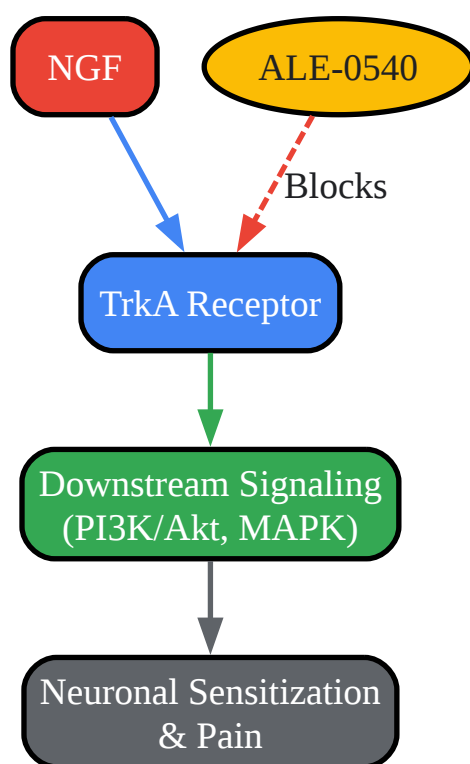 NGF
ALE-0540
Blocks
TrkA Receptor
Downstream Signaling
(PI3K/Akt, MAPK)
Neuronal Sensitization
& Pain